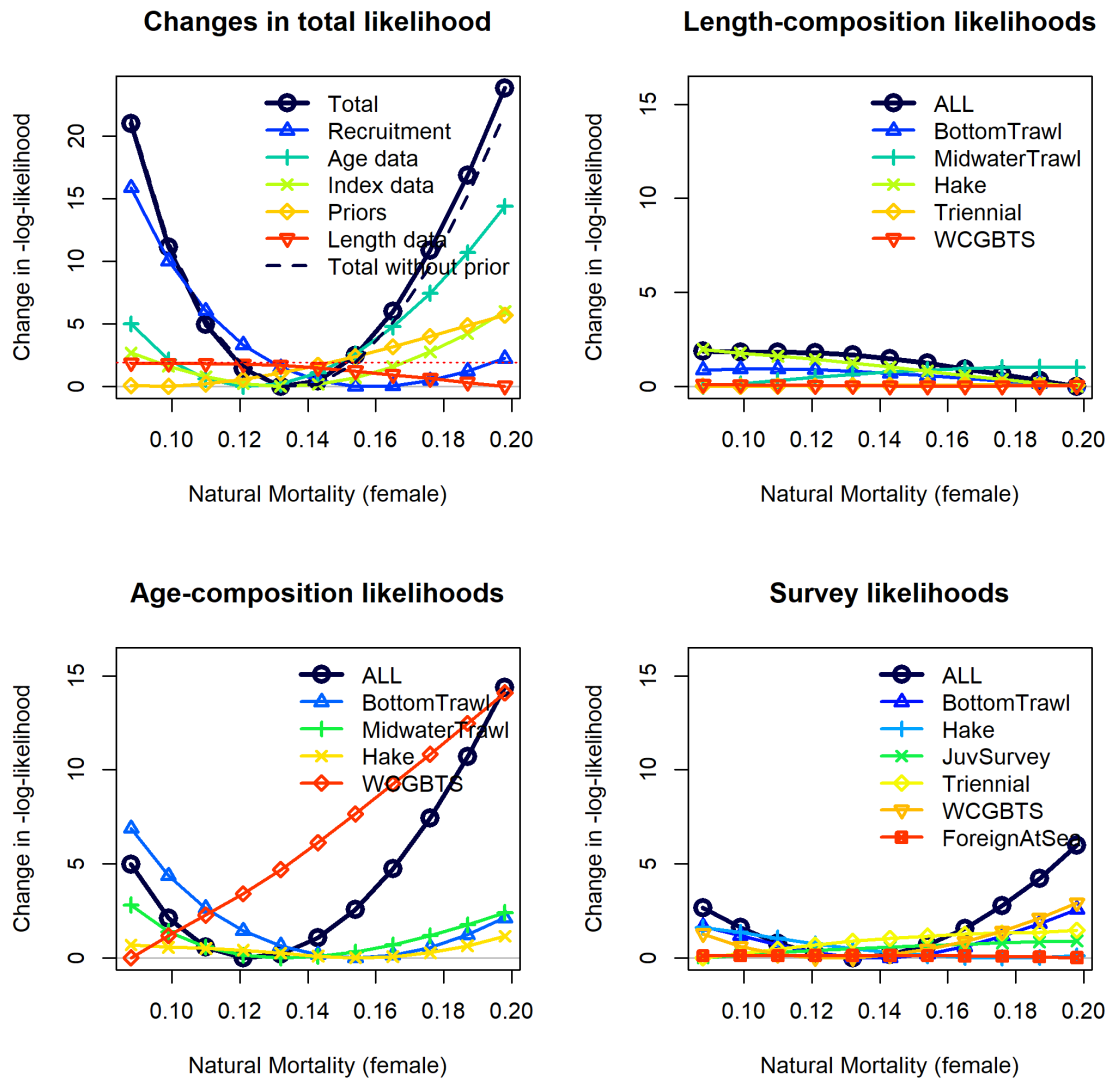 Changes in total likelihood
Change in -log-likelihood
20
15
10
5
0
Total
Recruitment
Age data
Index data
Priors
Length data
Total without prior
0.10
0.12
0.14
0.16
0.18
0.20
Natural Mortality (female)
Length-composition likelihoods
Change in -log-likelihood
15
10
5
0
ALL
BottomTrawl
MidwaterTrawl
Hake
Triennial
WCGBTS
0.10
0.12
0.14
0.16
0.18
0.20
Natural Mortality (female)
Age-composition likelihoods
Change in -log-likelihood
15
10
5
0
ALL
BottomTrawl
MidwaterTrawl
Hake
WCGBTS
0.10
0.12
0.14
0.16
0.18
0.20
Natural Mortality (female)
Survey likelihoods
Change in -log-likelihood
15
10
5
0
ALL
BottomTrawl
Hake
JuvSurvey
Triennial
WCGBTS
ForeignAtSea
0.10
0.12
0.14
0.16
0.18
0.20
Natural Mortality (female)